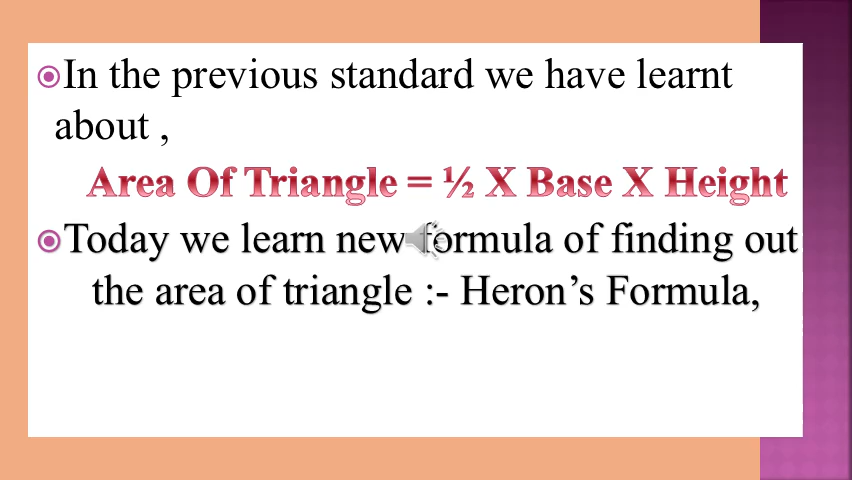 In the previous standard we have learnt
about ,
Area Of Triangle = ½ X Base X Height
Today we learn new formula of finding out
the area of triangle :- Heron’s Formula,